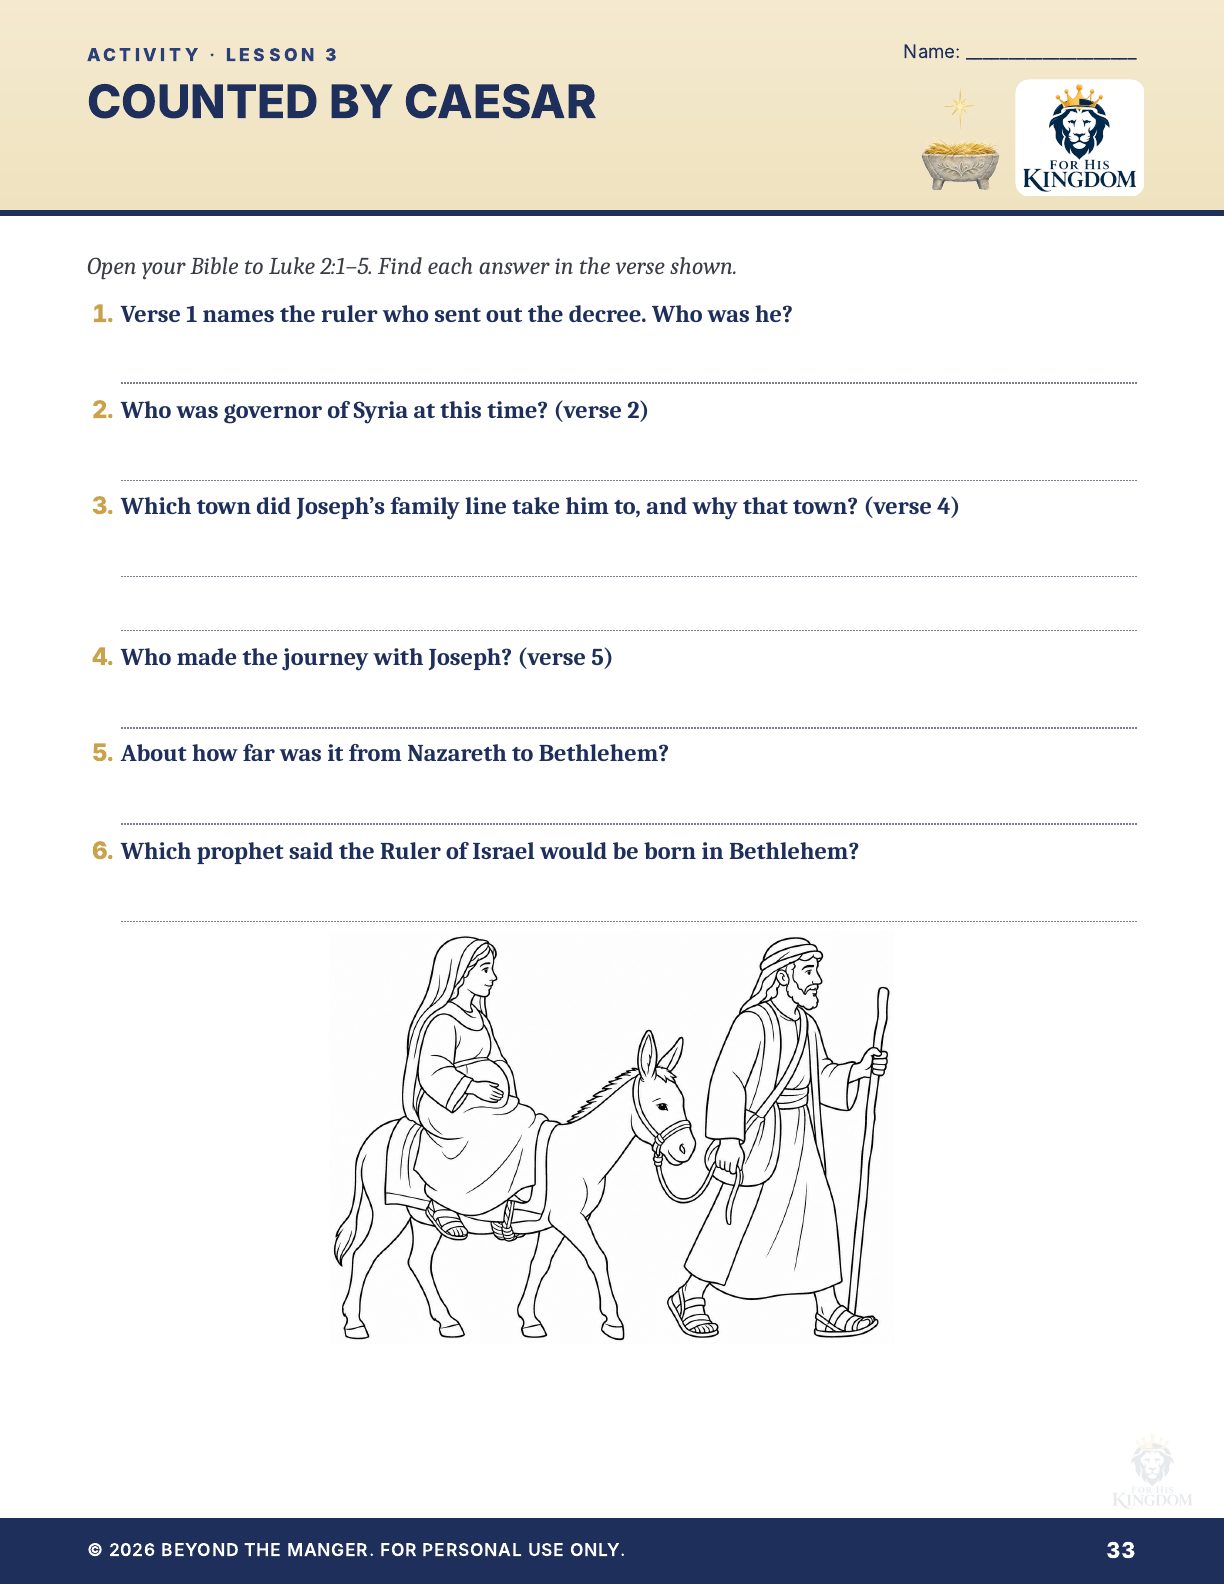 ACTIVITY · LESSON 3
COUNTED BY CAESAR
Name: ___________________
FOR HIS
KINGDOM
Open your Bible to Luke 2:1–5. Find each answer in the verse shown.
1. Verse 1 names the ruler who sent out the decree. Who was he?
2. Who was governor of Syria at this time? (verse 2)
3. Which town did Joseph’s family line take him to, and why that town? (verse 4)
4. Who made the journey with Joseph? (verse 5)
5. About how far was it from Nazareth to Bethlehem?
6. Which prophet said the Ruler of Israel would be born in Bethlehem?
FOR HIS
KINGDOM
© 2026 BEYOND THE MANGER. FOR PERSONAL USE ONLY.
33